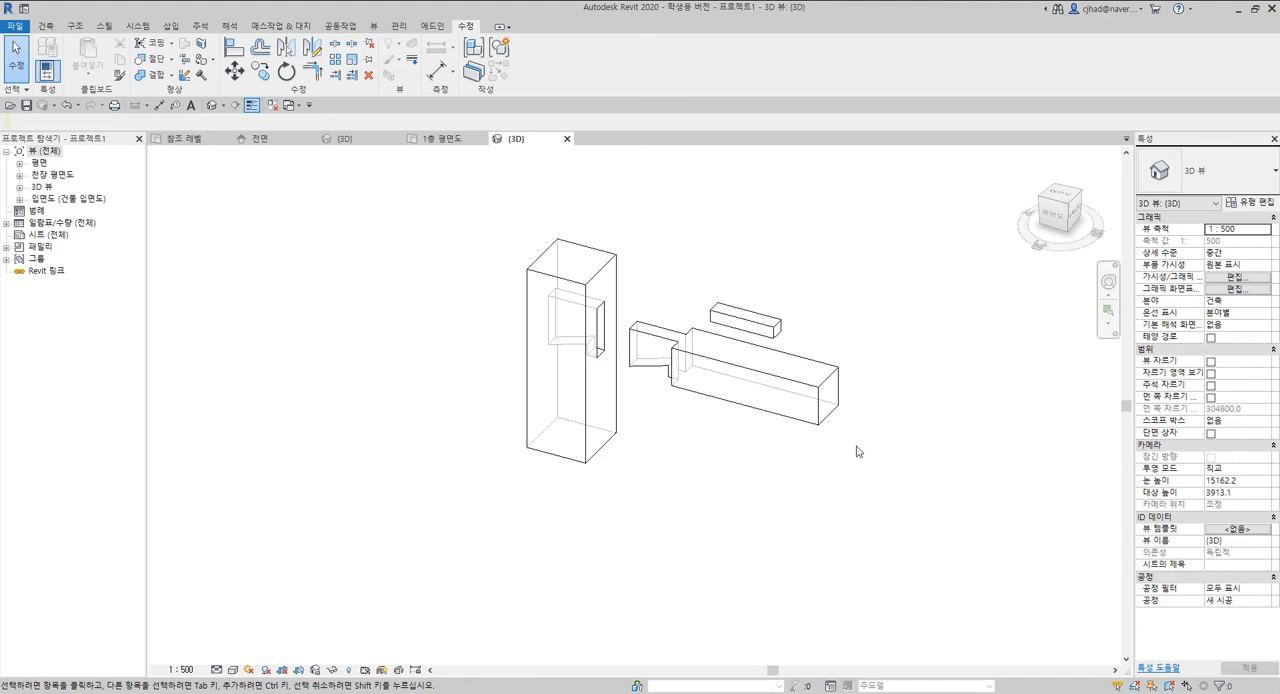 Autodesk Revit 2020 - 학생용 버전 - 프로젝트1 - 3D 뷰: {3D}
cjhad@naver....
파일 건축 구조 스틸 시스템 삽입 주석 해석 매스작업 & 대지 공동작업 뷰 관리 애드인 수정
수정
붙여넣기
코핑
절단
결합
선택 특성 클립보드 형상 수정 뷰 측정 작성
프로젝트 탐색기 - 프로젝트1
뷰 (전체)
평면
천장 평면도
3D 뷰
입면도 (건물 입면도)
범례
일람표/수량 (전체)
시트 (전체)
패밀리
그룹
Revit 링크
참조 레벨 전면 {3D} 1층 평면도 {3D}
특성
3D 뷰
3D 뷰: {3D} 유형 편집
그래픽
뷰 축척 1 : 500
축척 값 1: 500
상세 수준 중간
부품 가시성 원본 표시
가시성/그래픽 ... 편집...
그래픽 화면표... 편집...
분야 건축
은선 표시 분야별
기본 해석 화면... 없음
태양 경로
범위
뷰 자르기
자르기 영역 보기
주석 자르기
먼 쪽 자르기 ...
먼 쪽 자르기 ... 304800.0
스코프 박스 없음
단면 상자
카메라
잠긴 방향
투영 모드 직교
눈 높이 15162.2
대상 높이 3913.1
카메라 위치 조정
ID 데이터
뷰 템플릿 <없음>
뷰 이름 {3D}
의존성 독립적
시트의 제목
공정
공정 필터 모두 표시
공정 새 시공
특성 도움말 적용
1 : 500
선택하려면 항목을 클릭하고, 다른 항목을 선택하려면 Tab 키, 추가하려면 Ctrl 키, 선택 취소하려면 Shift 키를 누르십시오.
:0 주모델 :0